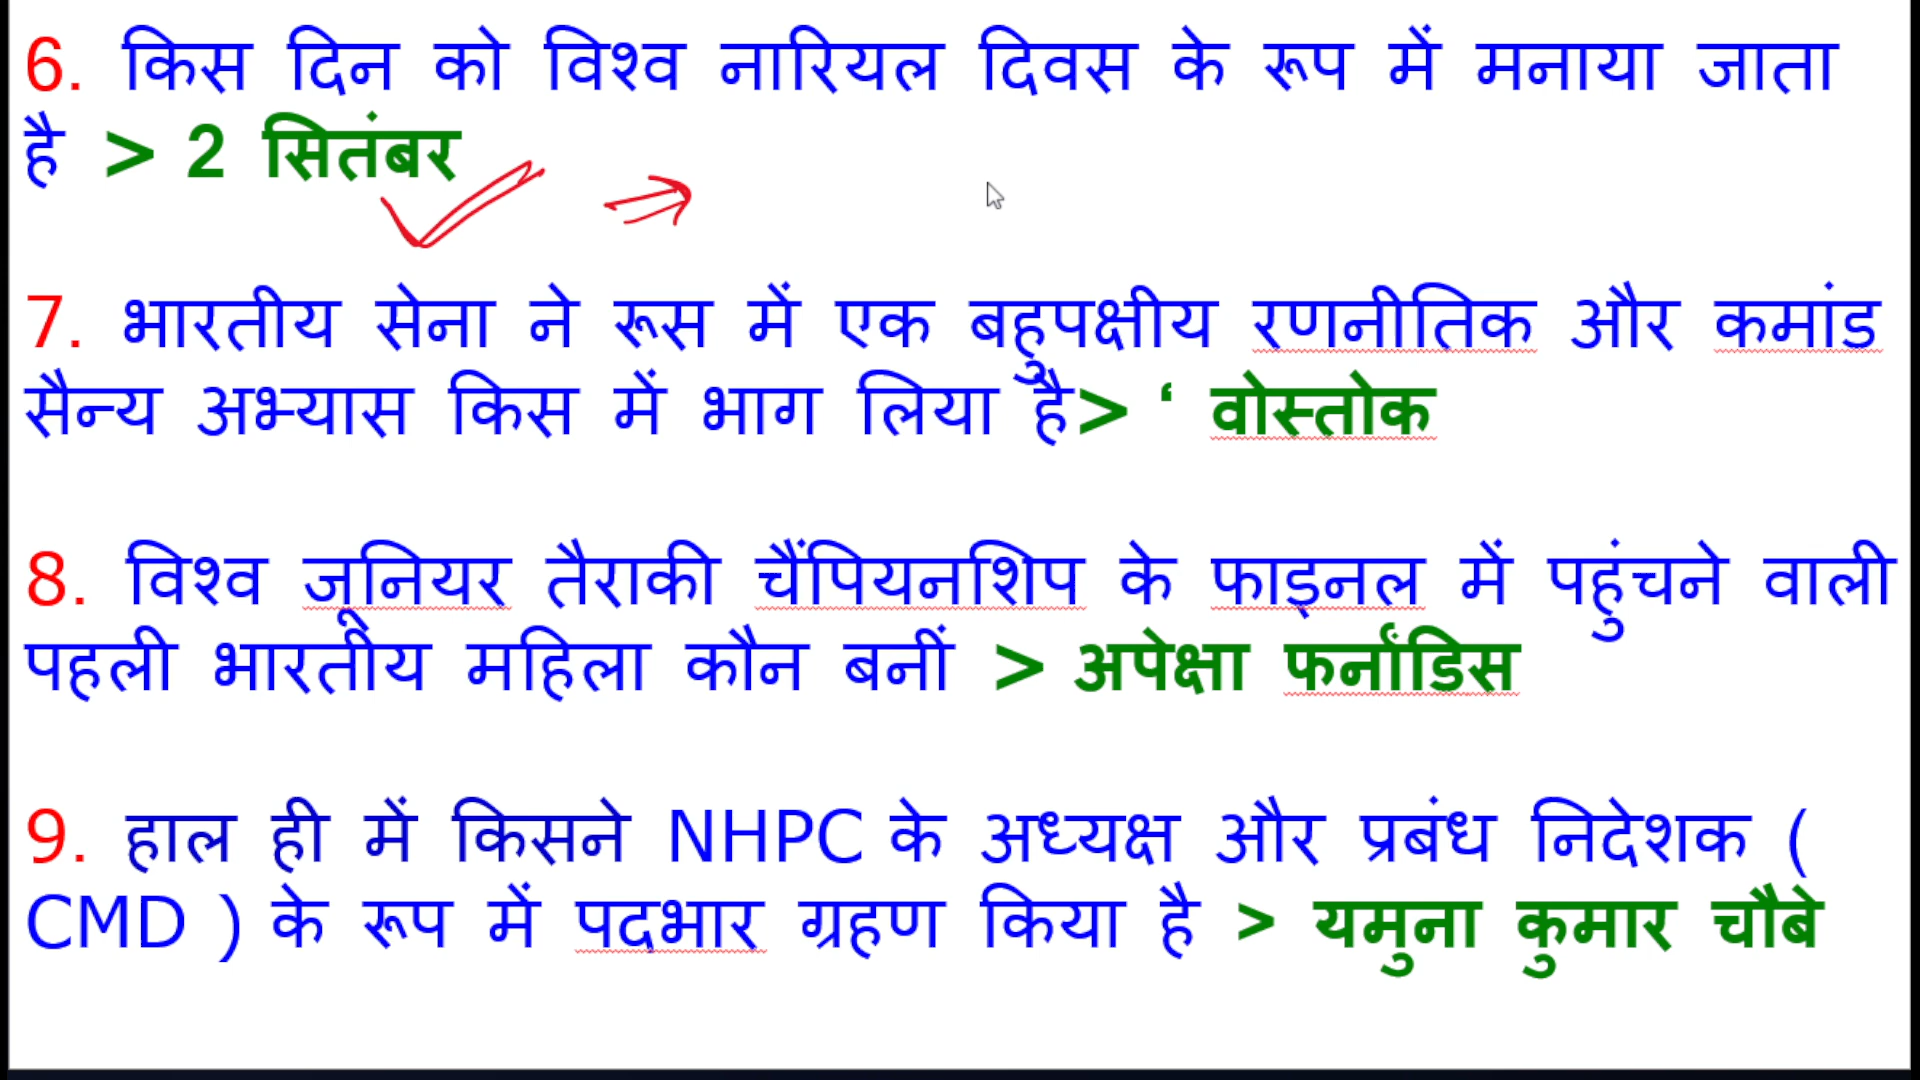 6. किस दिन को विश्व नारियल दिवस के रूप में मनाया जाता
है > 2 सितंबर
7. भारतीय सेना ने रूस में एक बहुपक्षीय रणनीतिक और कमांड
सैन्य अभ्यास किस में भाग लिया है> ‘ वोस्तोक
8. विश्व जूनियर तैराकी चैंपियनशिप के फाइनल में पहुंचने वाली
पहली भारतीय महिला कौन बनीं > अपेक्षा फर्नांडिस
9. हाल ही में किसने NHPC के अध्यक्ष और प्रबंध निदेशक (
CMD ) के रूप में पदभार ग्रहण किया है > यमुना कुमार चौबे